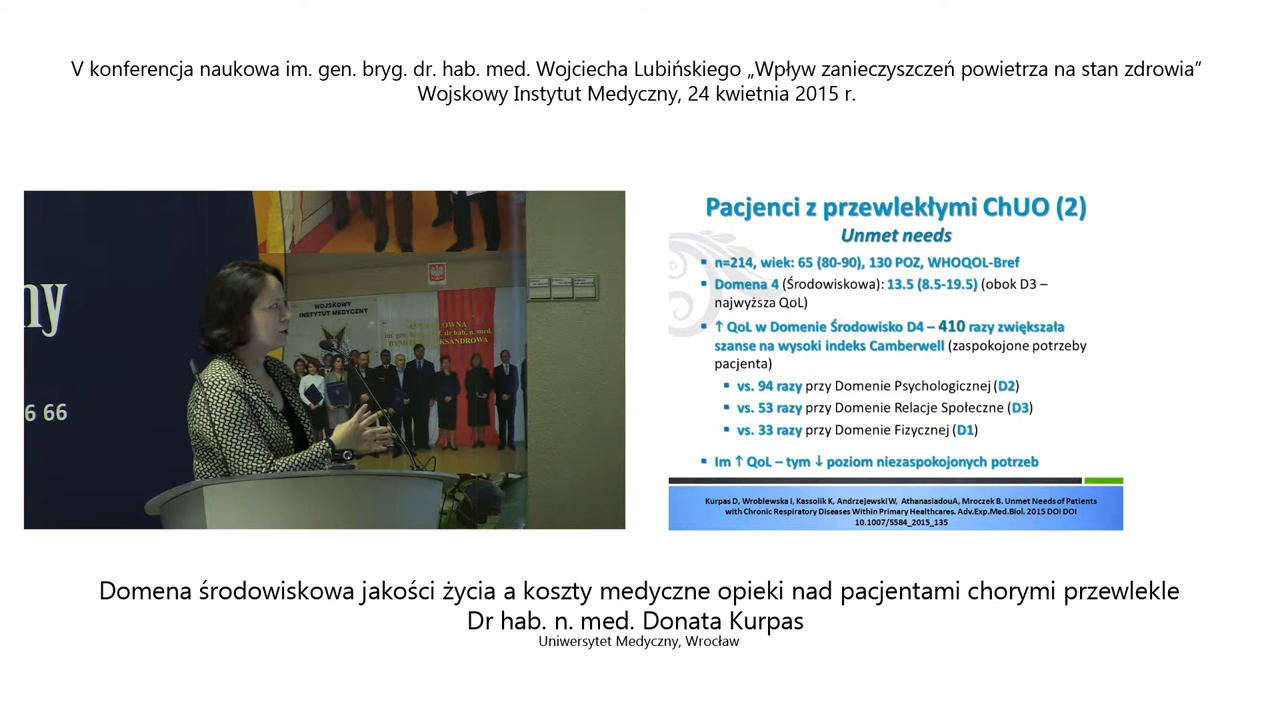 V konferencja naukowa im. gen. bryg. dr. hab. med. Wojciecha Lubińskiego „Wpływ zanieczyszczeń powietrza na stan zdrowia”
Wojskowy Instytut Medyczny, 24 kwietnia 2015 r.
ny
6 66
WOJSKOWY
INSTYTUT MEDYCZNY
Pacjenci z przewlekłymi ChUO (2)
Unmet needs
n=214, wiek: 65 (80-90), 130 POZ, WHOQOL-Bref
Domena 4 (Środowiskowa): 13.5 (8.5-19.5) (obok D3 –
najwyższa QoL)
↑ QoL w Domenie Środowisko D4 – 410 razy zwiększała
szanse na wysoki indeks Camberwell (zaspokojone potrzeby
pacjenta)
vs. 94 razy przy Domenie Psychologicznej (D2)
vs. 53 razy przy Domenie Relacje Społeczne (D3)
vs. 33 razy przy Domenie Fizycznej (D1)
Im ↑ QoL – tym ↓ poziom niezaspokojonych potrzeb
Kurpas D, Wroblewska I, Kassolik K, Andrzejewski W, AthanasiadouA, Mroczek B. Unmet Needs of Patients
with Chronic Respiratory Diseases Within Primary Healthcares. Adv.Exp.Med.Biol. 2015 DOI DOI
10.1007/5584_2015_135
Domena środowiskowa jakości życia a koszty medyczne opieki nad pacjentami chorymi przewlekle
Dr hab. n. med. Donata Kurpas
Uniwersytet Medyczny, Wrocław